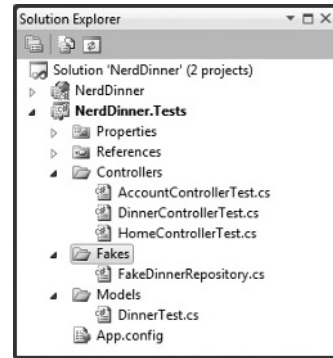 Solution Explorer
Solution 'NerdDinner' (2 projects)
NerdDinner
NerdDinner.Tests
Properties
References
Controllers
AccountControllerTest.cs
DinnerControllerTest.cs
HomeControllerTest.cs
Fakes
FakeDinnerRepository.cs
Models
DinnerTest.cs
App.config